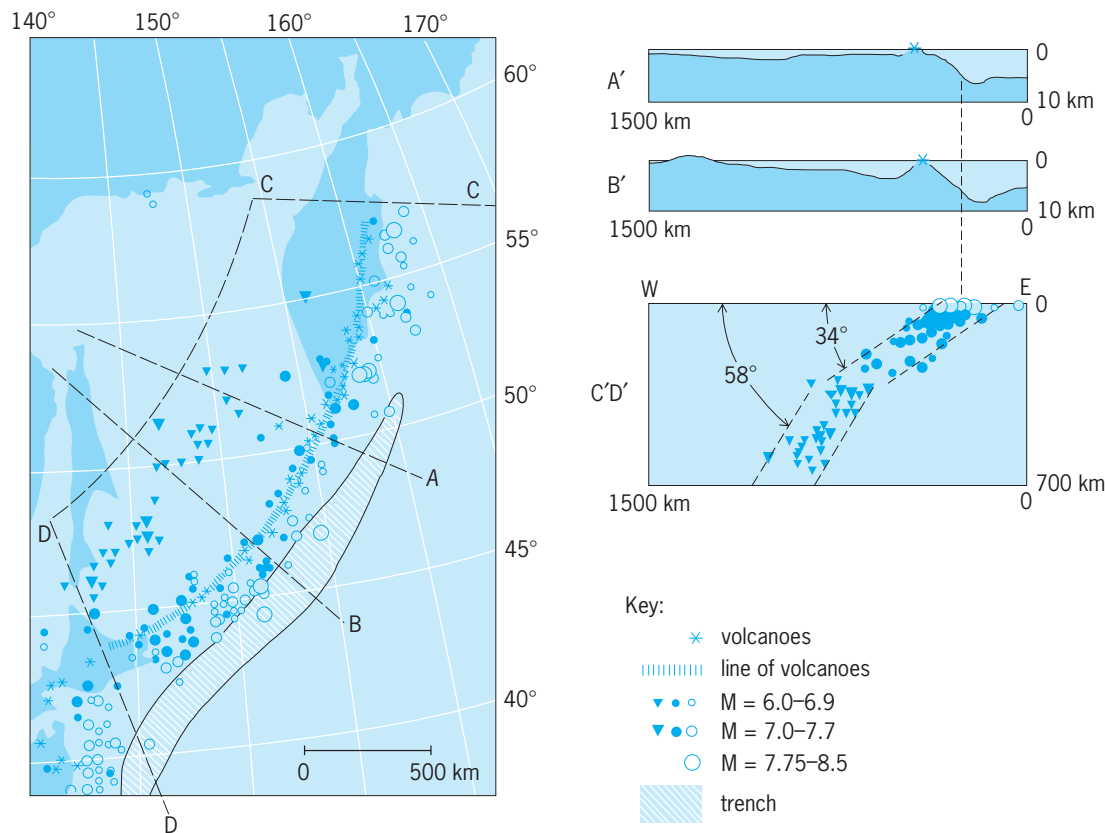 140° 150° 160° 170°
60°
55°
50°
45°
40°
C C
D
A
B
D
0 500 km
A′
0
10 km
1500 km 0
B′
0
10 km
1500 km 0
W E
0
34°
58°
C′D′
700 km
1500 km 0
Key:
volcanoes
line of volcanoes
M = 6.0–6.9
M = 7.0–7.7
M = 7.75–8.5
trench